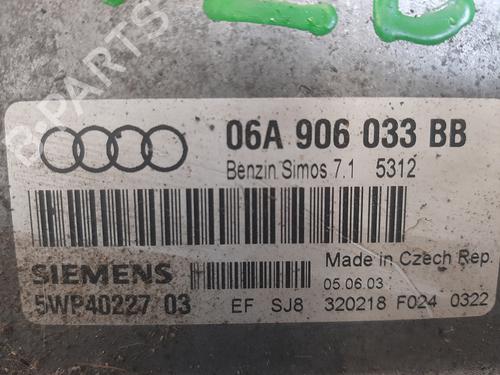 B-PARTS
06A 906 033 BB
Benzin Simos 7.1 5312
SIEMENS
Made in Czech Rep.
05.06.03
5WP40227 03 EF SJ8 320218 F024 0322